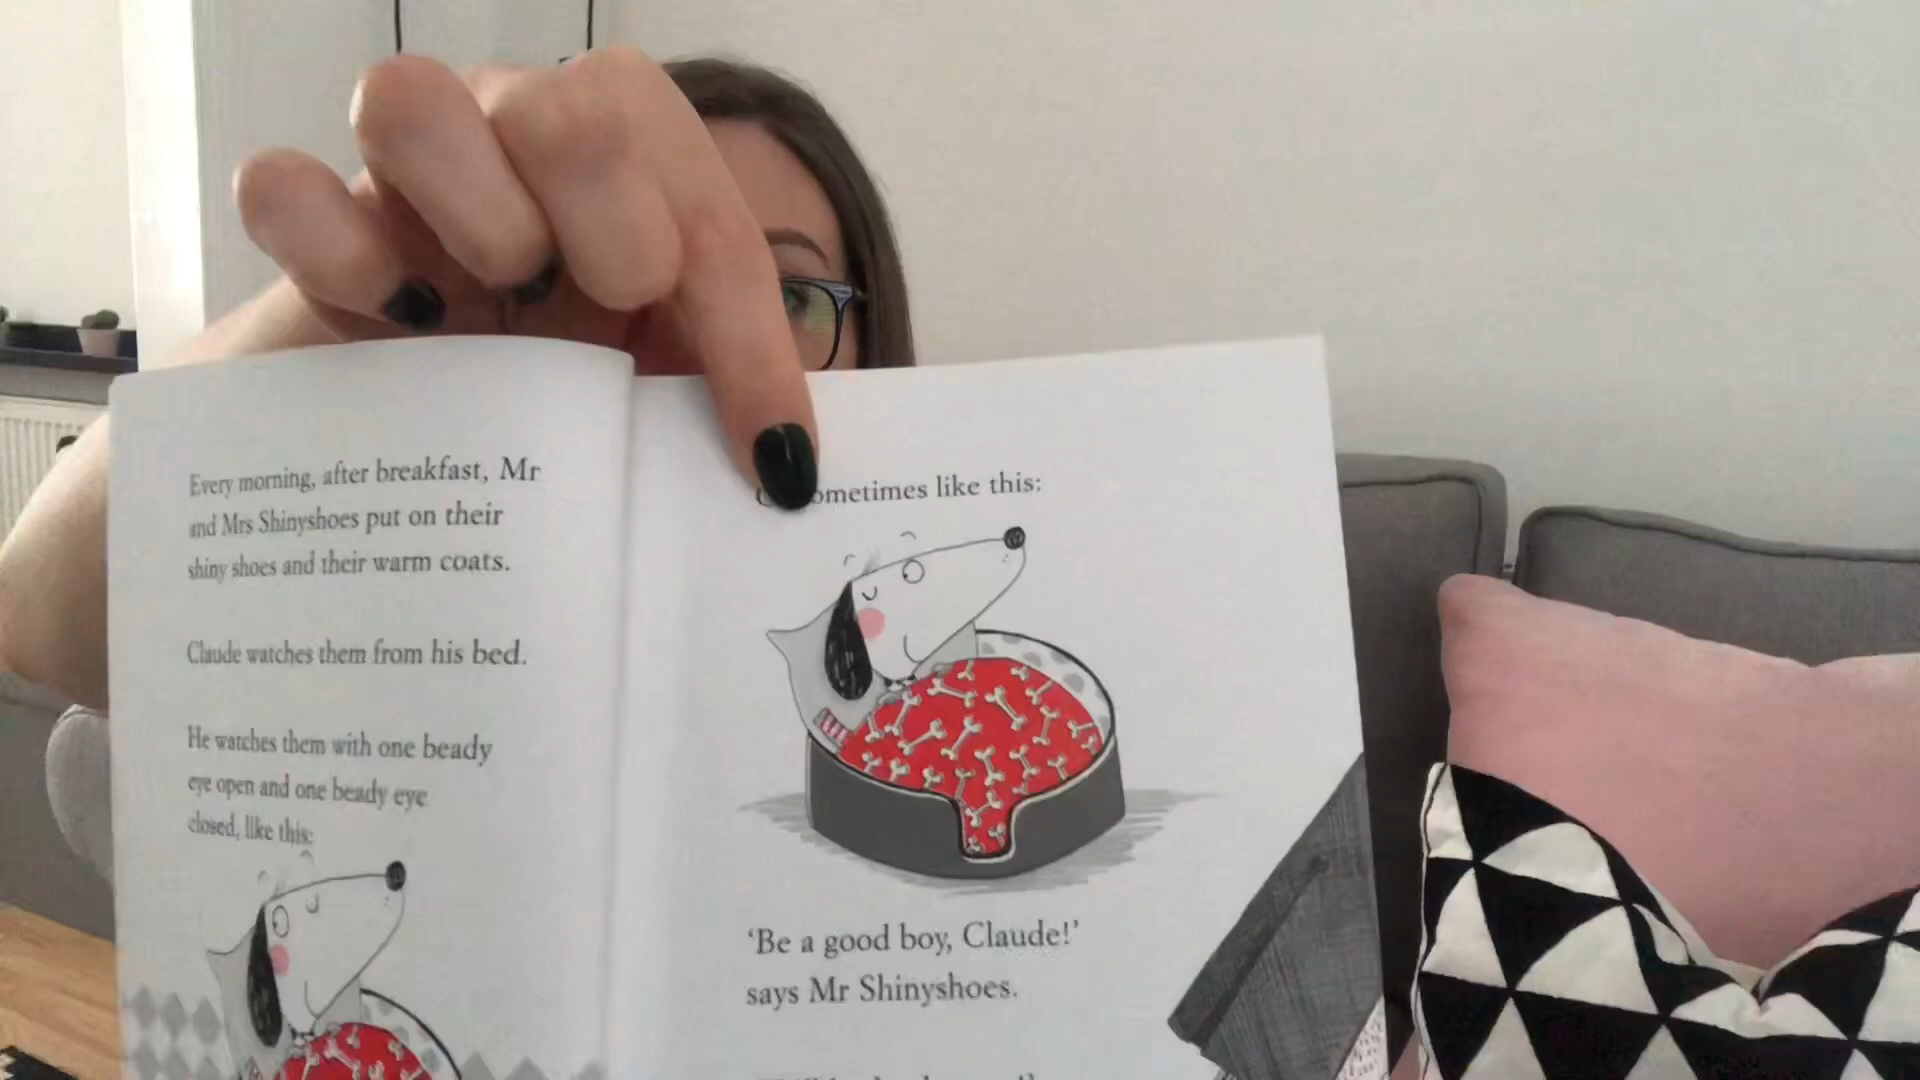 Every morning, after breakfast, Mr
and Mrs Shinyshoes put on their
shiny shoes and their warm coats.
Claude watches them from his bed.
He watches them with one beady
eye open and one beady eye
closed, like this:
sometimes like this:
‘Be a good boy, Claude!’
says Mr Shinyshoes.